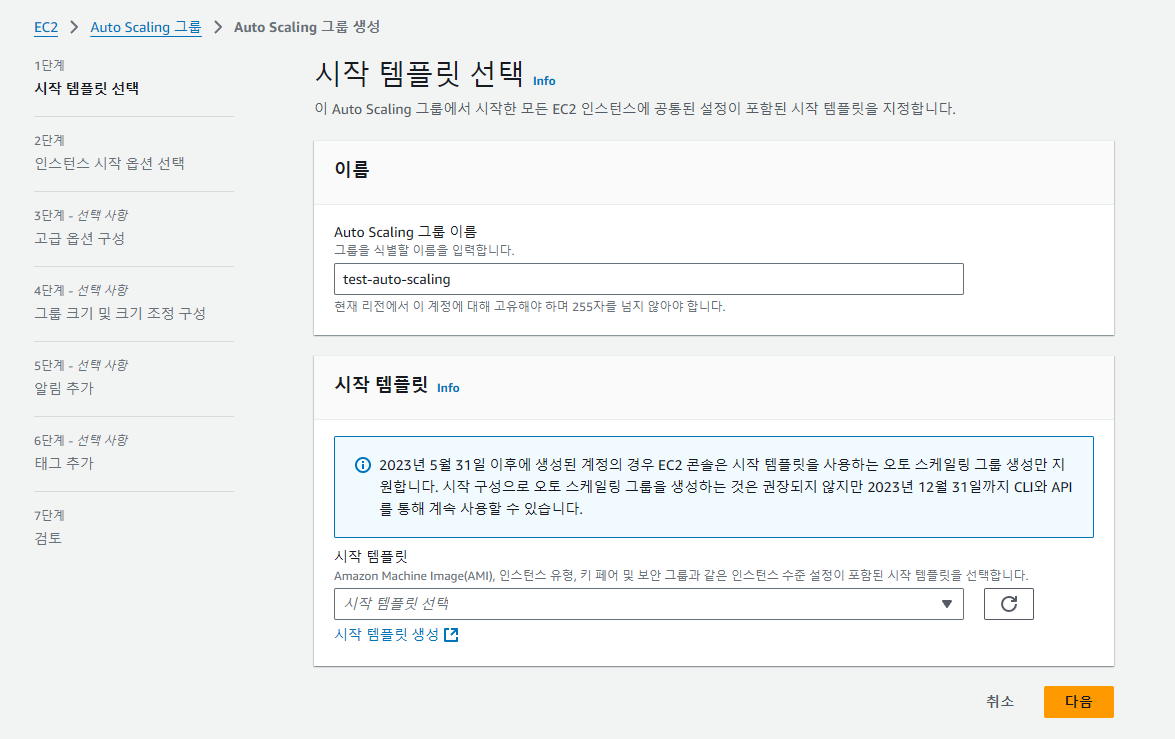 EC2 > Auto Scaling 그룹 > Auto Scaling 그룹 생성
1단계
시작 템플릿 선택
2단계
인스턴스 시작 옵션 선택
3단계 - 선택 사항
고급 옵션 구성
4단계 - 선택 사항
그룹 크기 및 크기 조정 구성
5단계 - 선택 사항
알림 추가
6단계 - 선택 사항
태그 추가
7단계
검토
시작 템플릿 선택 Info
이 Auto Scaling 그룹에서 시작한 모든 EC2 인스턴스에 공통된 설정이 포함된 시작 템플릿을 지정합니다.
이름
Auto Scaling 그룹 이름
그룹을 식별할 이름을 입력합니다.
test-auto-scaling
현재 리전에서 이 계정에 대해 고유해야 하며 255자를 넘지 않아야 합니다.
시작 템플릿 Info
2023년 5월 31일 이후에 생성된 계정의 경우 EC2 콘솔은 시작 템플릿을 사용하는 오토 스케일링 그룹 생성만 지
원합니다. 시작 구성으로 오토 스케일링 그룹을 생성하는 것은 권장되지 않지만 2023년 12월 31일까지 CLI와 API
를 통해 계속 사용할 수 있습니다.
시작 템플릿
Amazon Machine Image(AMI), 인스턴스 유형, 키 페어 및 보안 그룹과 같은 인스턴스 수준 설정이 포함된 시작 템플릿을 선택합니다.
시작 템플릿 선택
시작 템플릿 생성
취소
다음